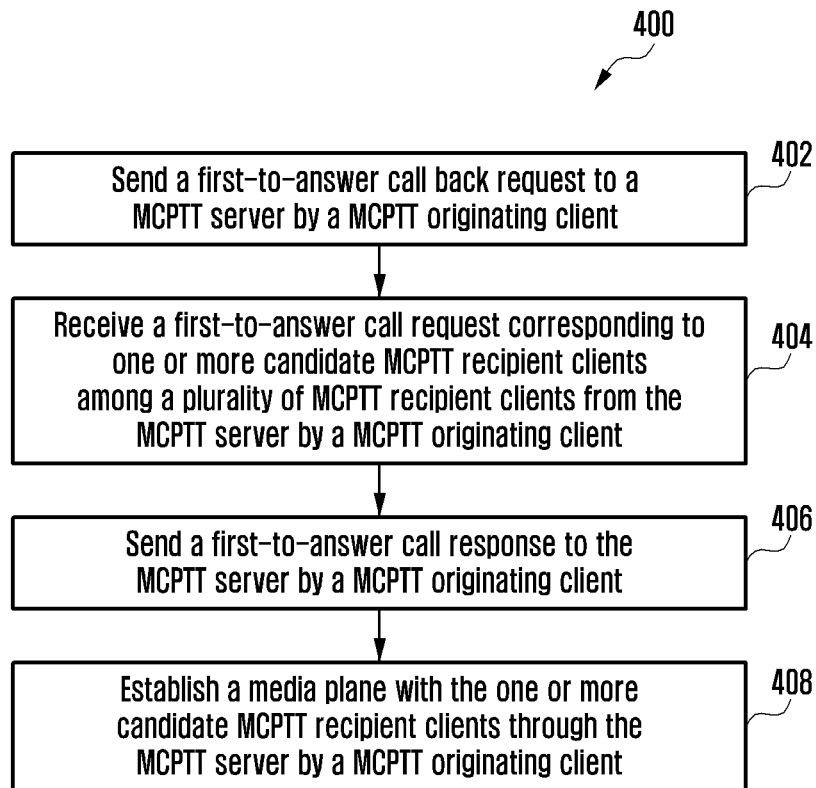 400
402
Send a first-to-answer call back request to a
MCPTT server by a MCPTT originating client
Receive a first-to-answer call request corresponding to
one or more candidate MCPTT recipient clients
among a plurality of MCPTT recipient clients from the
MCPTT server by a MCPTT originating client
404
406
Send a first-to-answer call response to the
MCPTT server by a MCPTT originating client
408
Establish a media plane with the one or more
candidate MCPTT recipient clients through the
MCPTT server by a MCPTT originating client